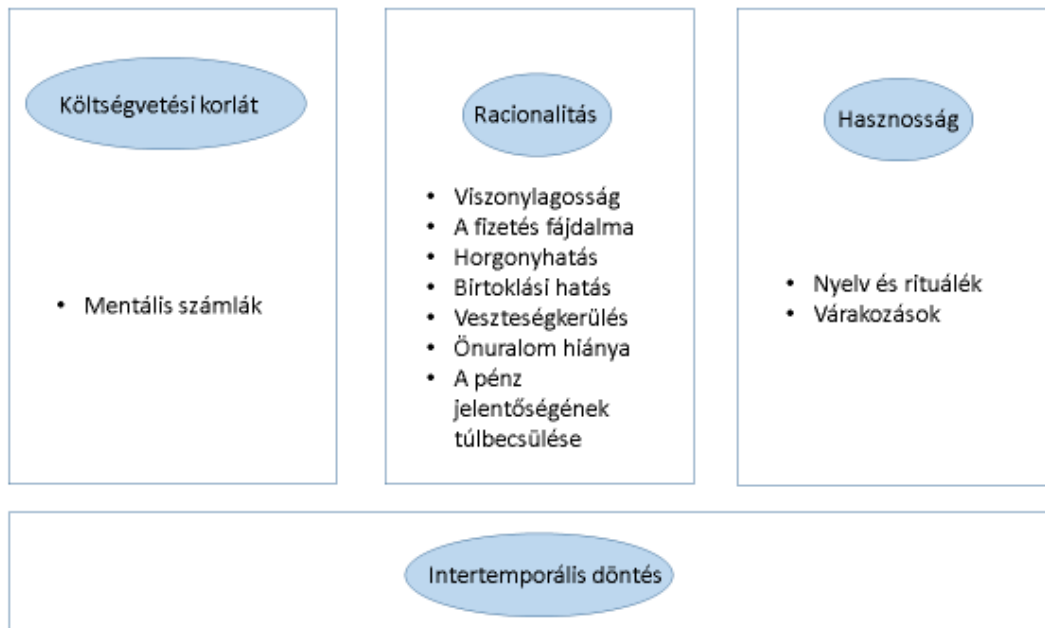 Költségvetési korlát
• Mentális számlák
Racionalitás
• Viszonylagosság
• A fizetés fájdalma
• Horgonyhatás
• Birtoklási hatás
• Veszteségkerülés
• Önuralom hiánya
• A pénz
jelentőségének
túlbecsülése
Hasznosság
• Nyelv és rituálék
• Várakozások
Intertemporális döntés